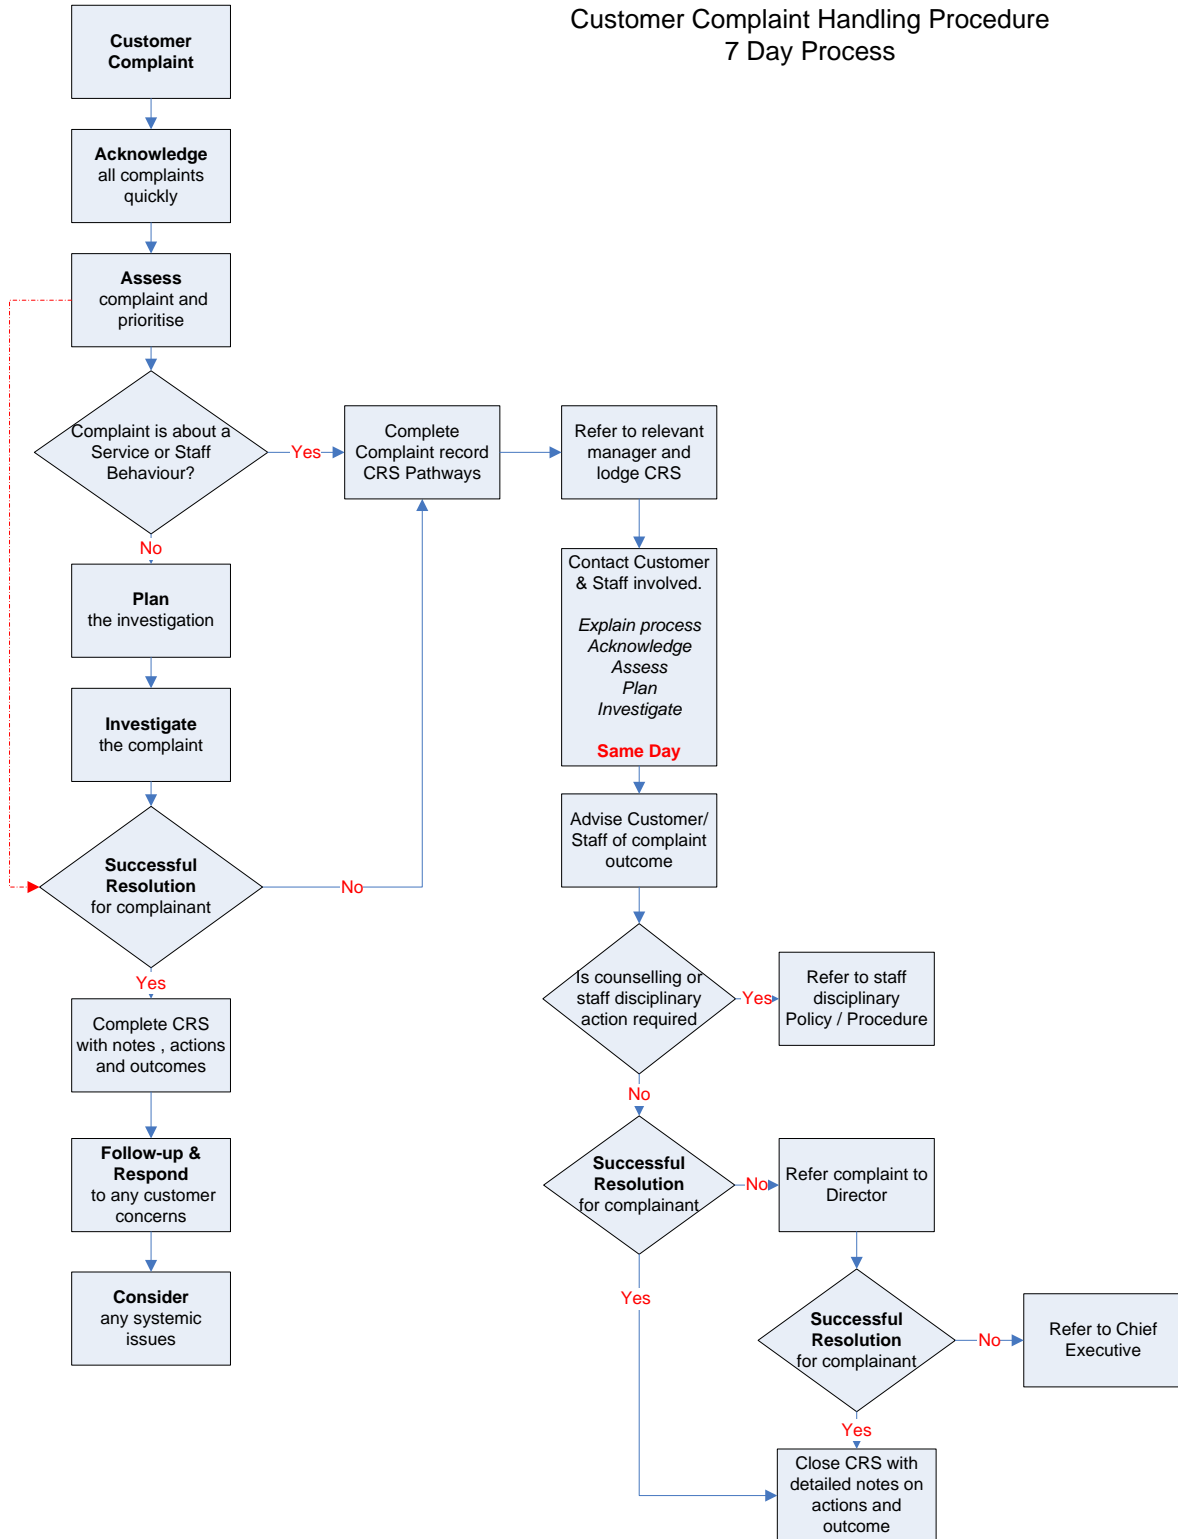 Customer Complaint Handling Procedure
7 Day Process
Customer
Complaint
Acknowledge
all complaints
quickly
Assess
complaint and
prioritise
Complaint is about a
Service or Staff
Behaviour?
Yes
Complete
Complaint record
CRS Pathways
Refer to relevant
manager and
lodge CRS
No
Plan
the investigation
Contact Customer
& Staff involved.
Explain process
Acknowledge
Assess
Plan
Investigate
Same Day
Investigate
the complaint
Advise Customer/
Staff of complaint
outcome
Successful
Resolution
for complainant
No
Yes
Is counselling or
staff disciplinary
action required
Yes
Refer to staff
disciplinary
Policy / Procedure
Complete CRS
with notes , actions
and outcomes
No
Follow-up &
Respond
to any customer
concerns
Successful
Resolution
for complainant
No
Refer complaint to
Director
Consider
any systemic
issues
Yes
Successful
Resolution
for complainant
No
Refer to Chief
Executive
Yes
Close CRS with
detailed notes on
actions and
outcome